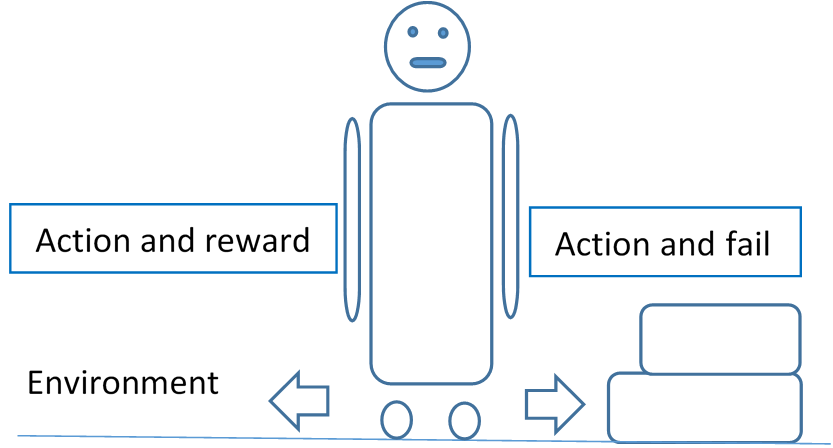 Action and reward
Action and fail
Environment